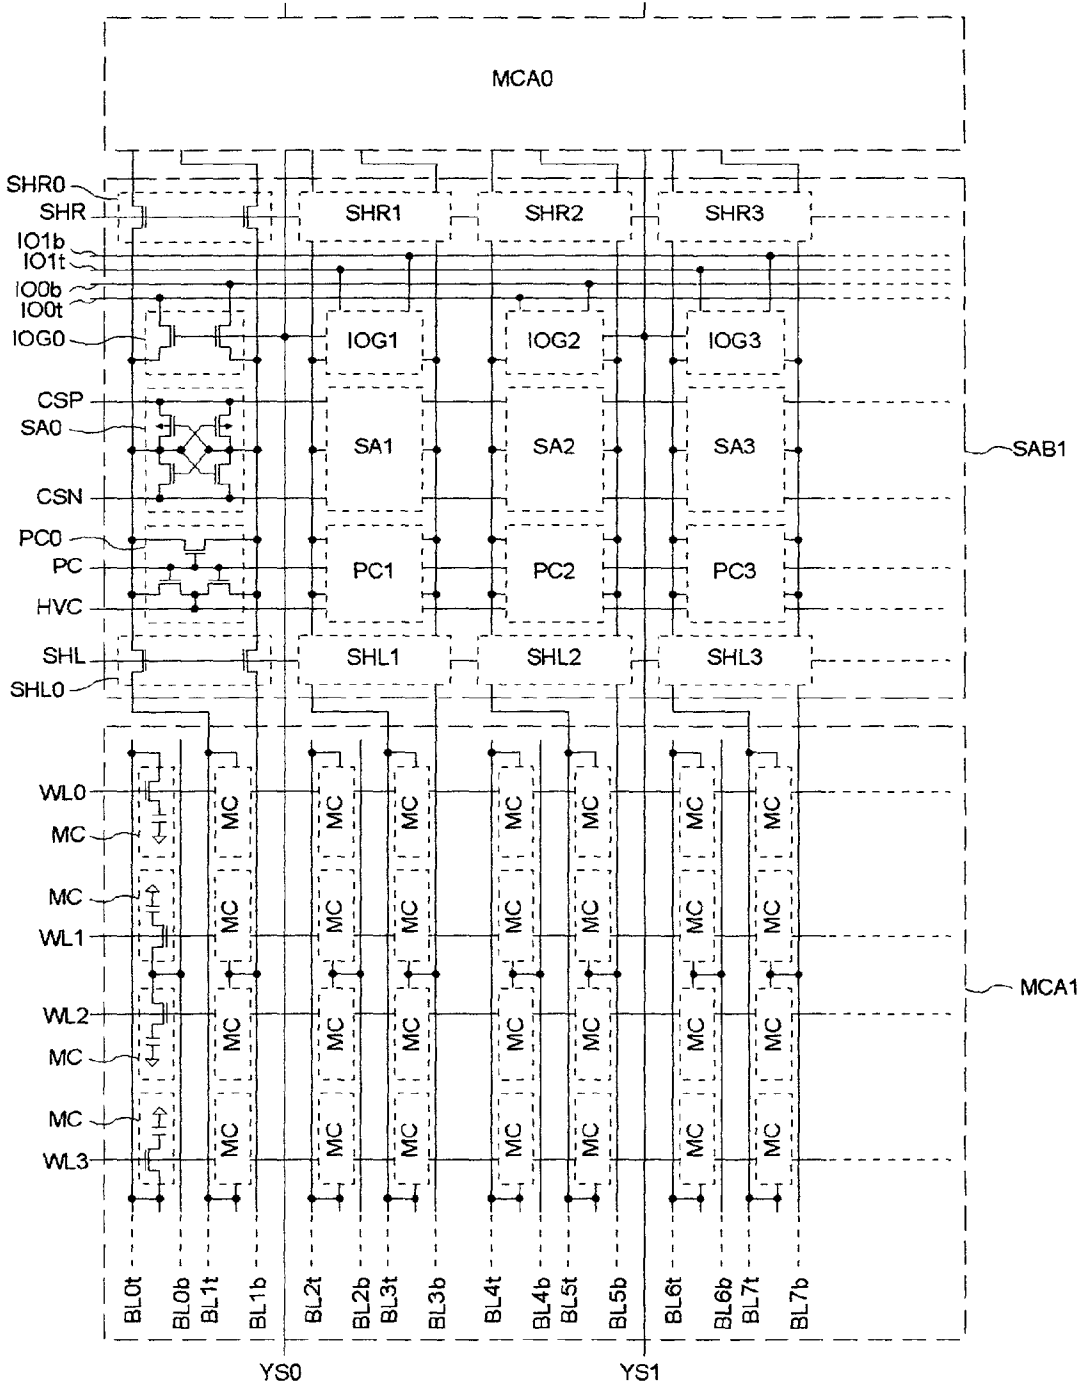 MCA0
SHR0
SHR SHR1 SHR2 SHR3
IO1b
IO1t
IO0b
IO0t
IOG0 IOG1 IOG2 IOG3
CSP
SA0 SA1 SA2 SA3 SAB1
CSN
PC0
PC PC1 PC2 PC3
HVC
SHL SHL1 SHL2 SHL3
SHL0
WL0 MC MC MC MC MC MC MC
MC
MC
WL1 MC MC MC MC MC MC MC
MCA1
WL2 MC MC MC MC MC MC MC
MC
MC
WL3 MC MC MC MC MC MC MC
BL0t BL0b BL1t BL1b BL2t BL2b BL3t BL3b BL4t BL4b BL5t BL5b BL6t BL6b BL7t BL7b
YS0 YS1